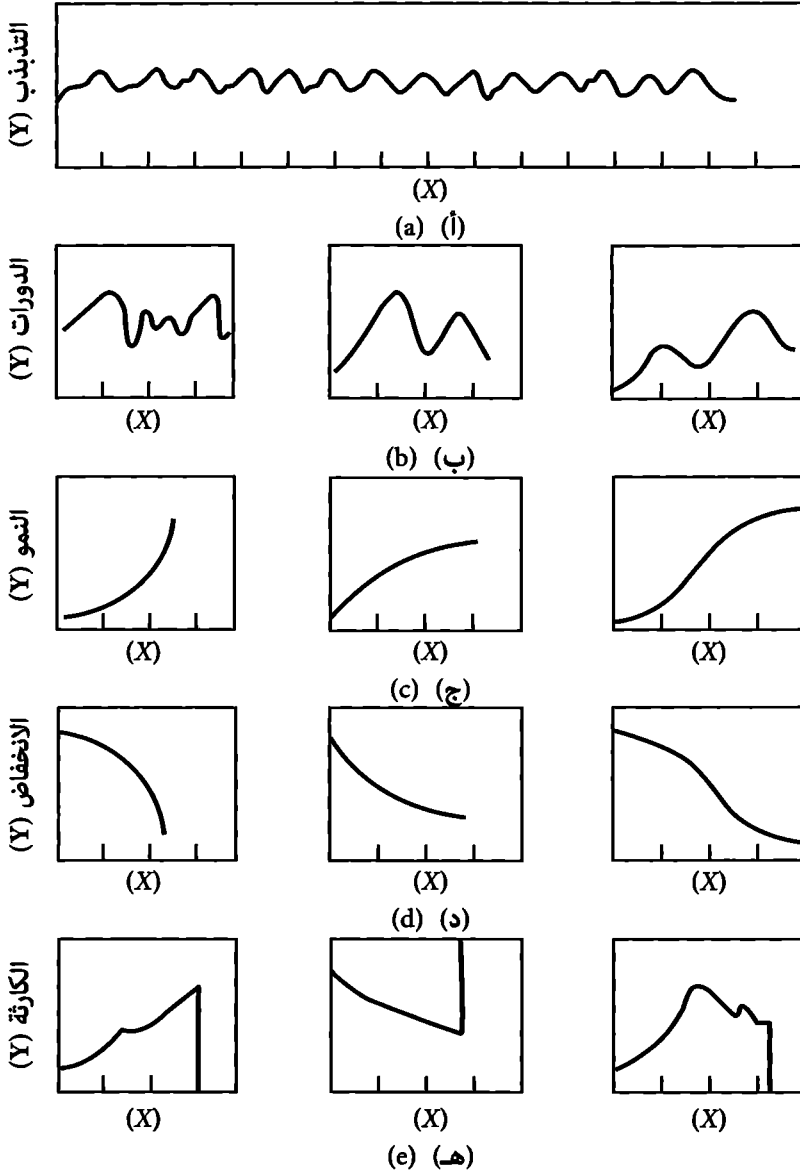 التذبذب (Y)
(X)
(a) (أ)
الدورات (Y)
(X) (X) (X)
(b) (ب)
النمو (Y)
(X) (X) (X)
(c) (ج)
الانخفاض (Y)
(X) (X) (X)
(d) (د)
الكارثة (Y)
(X) (X) (X)
(e) (هـ)